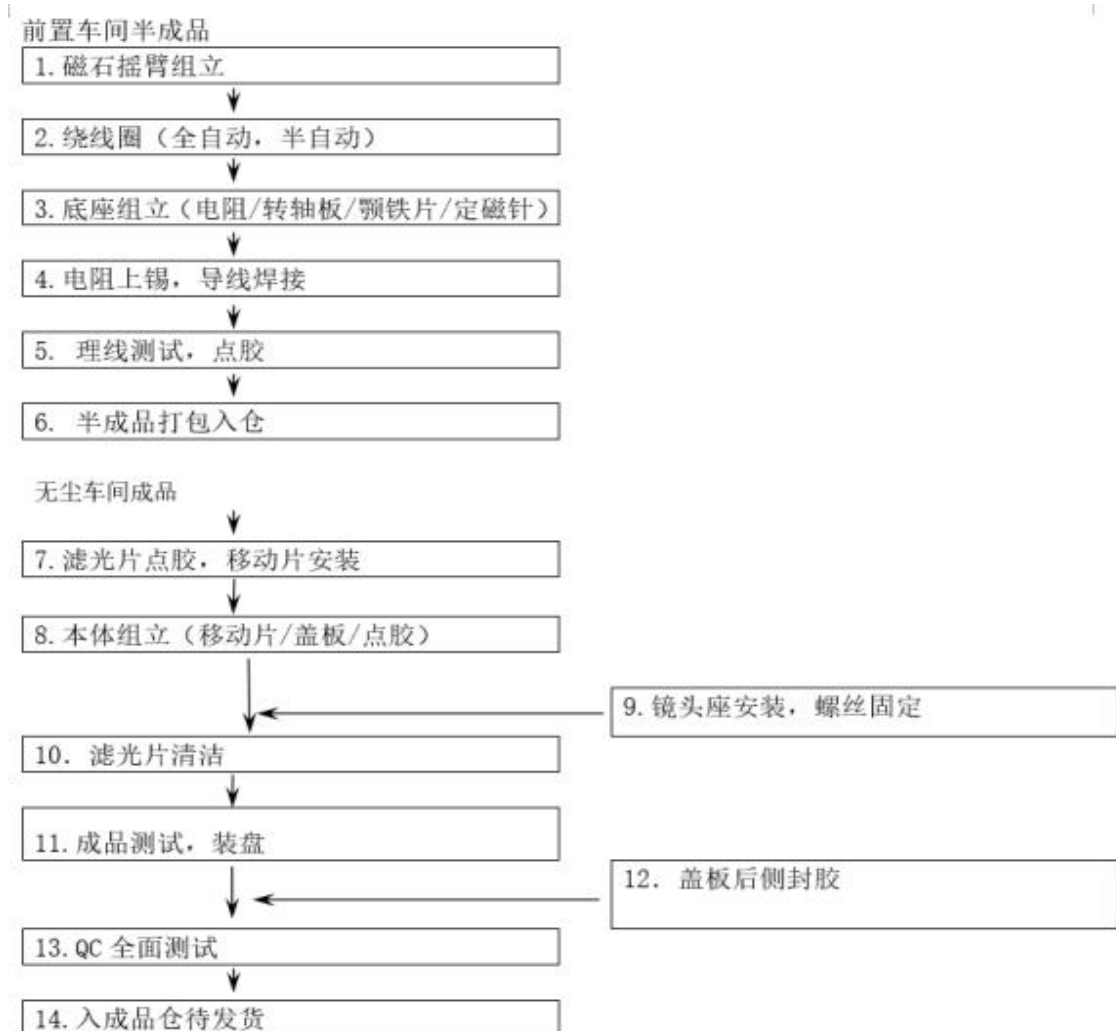 前置车间半成品
1.磁石摇臂组立
2.绕线圈（全自动，半自动）
3.底座组立（电阻/转轴板/颚铁片/定磁针）
4.电阻上锡，导线焊接
5. 理线测试，点胶
6. 半成品打包入仓
无尘车间成品
7.滤光片点胶，移动片安装
8.本体组立（移动片/盖板/点胶）
9.镜头座安装，螺丝固定
10. 滤光片清洁
11.成品测试，装盘
12. 盖板后侧封胶
13.QC 全面测试
14.入成品仓待发货